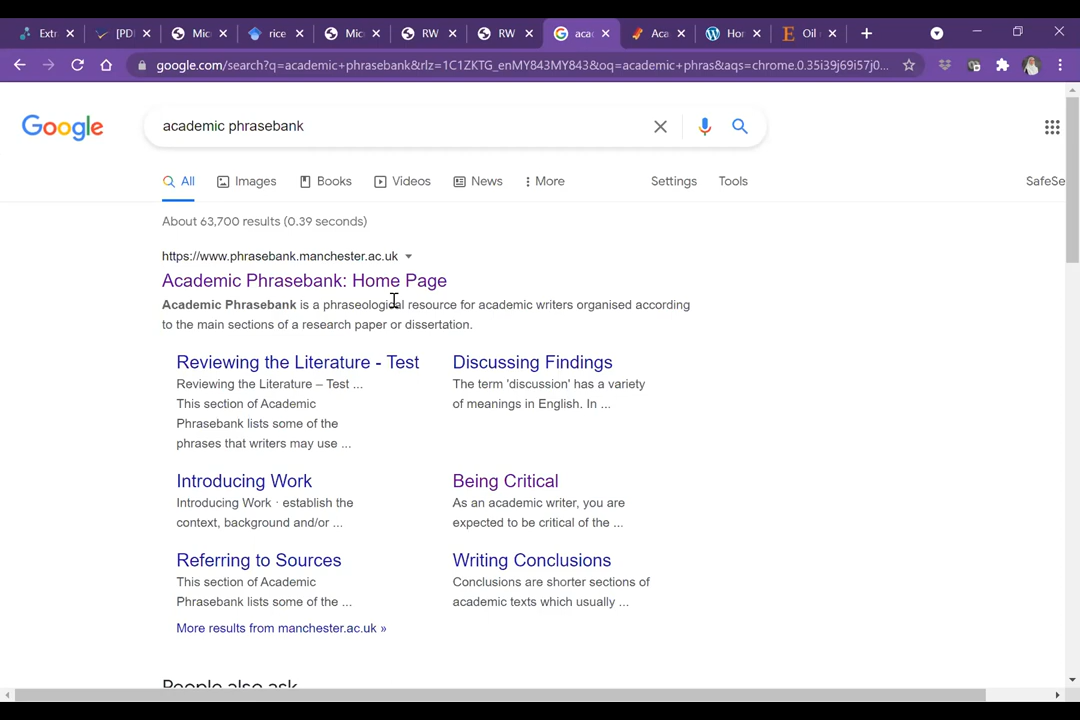 Extr
[PD
Mic
rice
Mic
RW
RW
aca
Aca
Hor
Oil
google.com/search?q=academic+phrasebank&rlz=1C1ZKTG_enMY843MY843&oq=academic+phras&aqs=chrome.0.35i39j69i57j0...
Google
academic phrasebank
All Images Books Videos News More Settings Tools SafeSe
About 63,700 results (0.39 seconds)
https://www.phrasebank.manchester.ac.uk
Academic Phrasebank: Home Page
Academic Phrasebank is a phraseological resource for academic writers organised according
to the main sections of a research paper or dissertation.
Reviewing the Literature - Test
Reviewing the Literature – Test ...
This section of Academic
Phrasebank lists some of the
phrases that writers may use ...
Discussing Findings
The term 'discussion' has a variety
of meanings in English. In ...
Introducing Work
Introducing Work · establish the
context, background and/or ...
Being Critical
As an academic writer, you are
expected to be critical of the ...
Referring to Sources
This section of Academic
Phrasebank lists some of the ...
Writing Conclusions
Conclusions are shorter sections of
academic texts which usually ...
More results from manchester.ac.uk »
People also ask